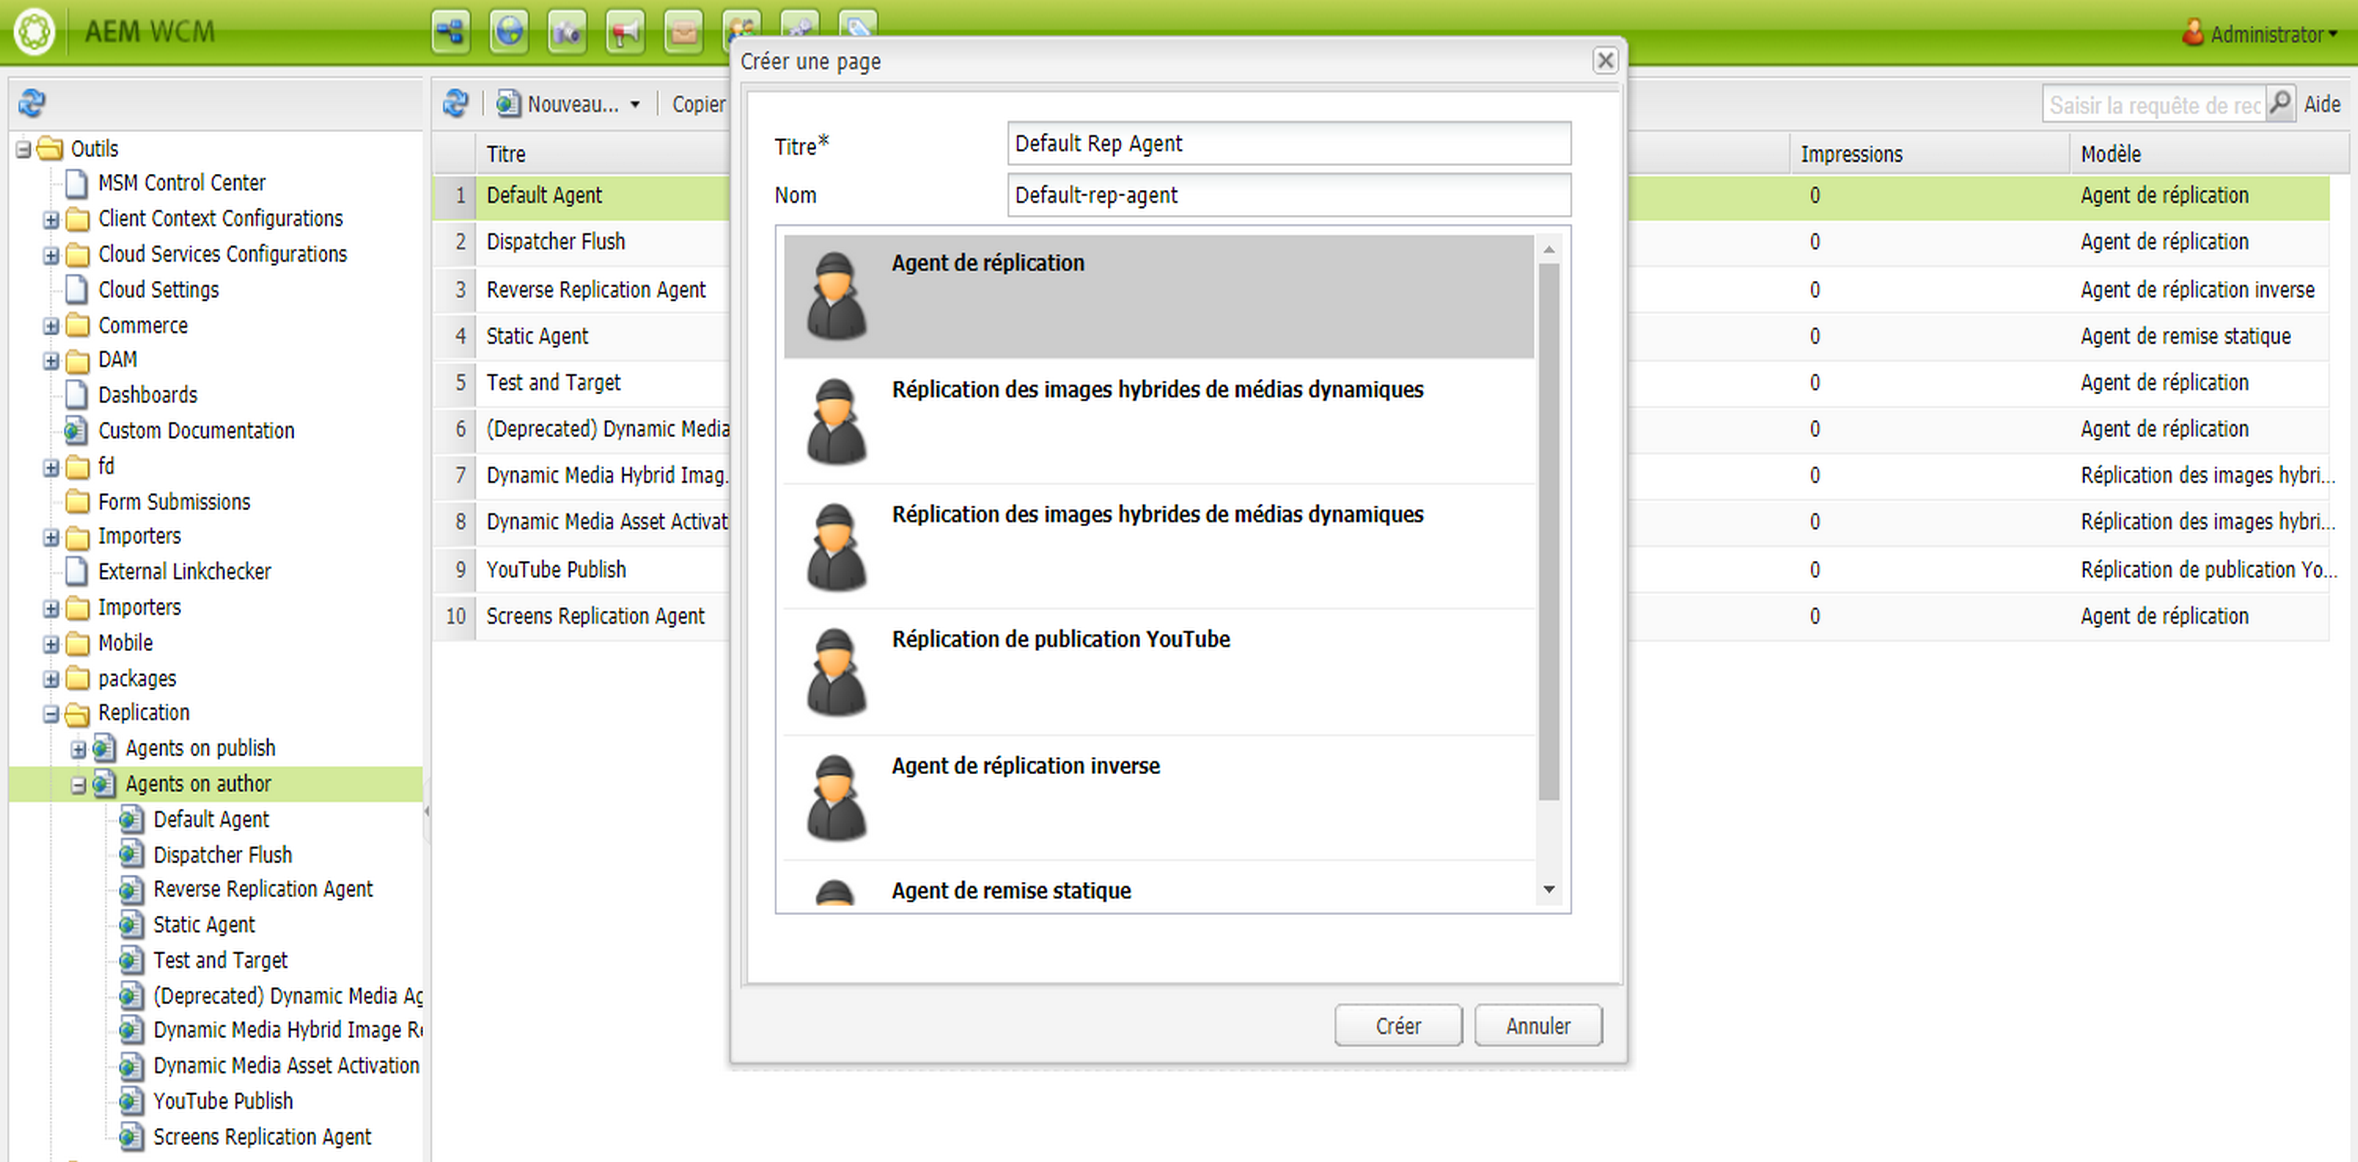 AEM WCM
Administrator
Créer une page
Nouveau...
Copier
Saisir la requête de rec
Aide
Titre
Impressions
Modèle
Titre*
Default Rep Agent
Nom
Default-rep-agent
Agent de réplication
Réplication des images hybrides de médias dynamiques
Réplication des images hybrides de médias dynamiques
Réplication de publication YouTube
Agent de réplication inverse
Agent de remise statique
Créer
Annuler
Outils
MSM Control Center
Client Context Configurations
Cloud Services Configurations
Cloud Settings
Commerce
DAM
Dashboards
Custom Documentation
fd
Form Submissions
Importers
External Linkchecker
Importers
Mobile
packages
Replication
Agents on publish
Agents on author
Default Agent
Dispatcher Flush
Reverse Replication Agent
Static Agent
Test and Target
(Deprecated) Dynamic Media Ag
Dynamic Media Hybrid Image Re
Dynamic Media Asset Activation
YouTube Publish
Screens Replication Agent
1 Default Agent 0 Agent de réplication
2 Dispatcher Flush 0 Agent de réplication
3 Reverse Replication Agent 0 Agent de réplication inverse
4 Static Agent 0 Agent de remise statique
5 Test and Target 0 Agent de réplication
6 (Deprecated) Dynamic Media 0 Agent de réplication
7 Dynamic Media Hybrid Imag. 0 Réplication des images hybri...
8 Dynamic Media Asset Activat 0 Réplication des images hybri...
9 YouTube Publish 0 Réplication de publication Yo...
10 Screens Replication Agent 0 Agent de réplication